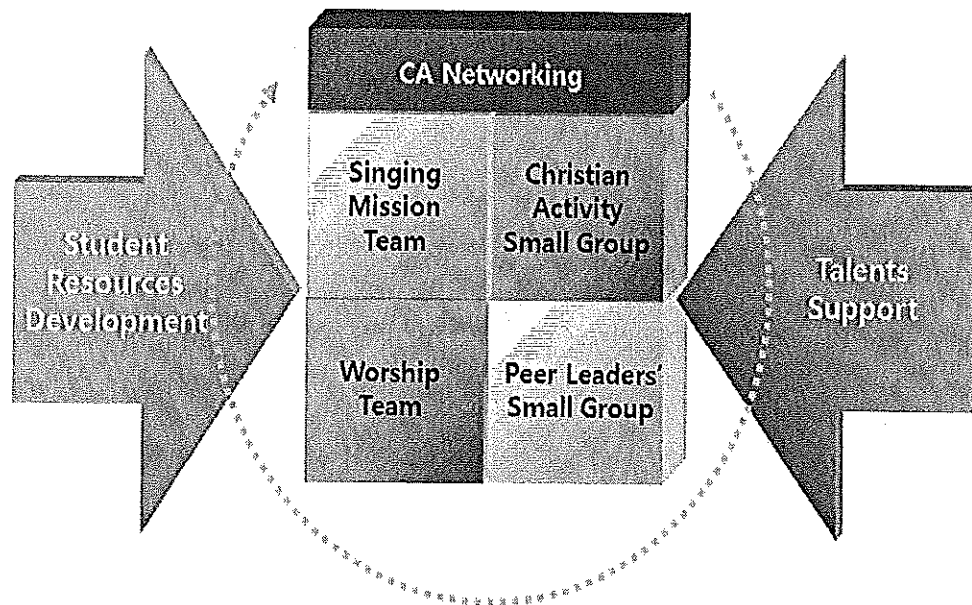 CA Networking
Singing
Mission
Team
Christian
Activity
Small Group
Student
Resources
Development
Talents
Support
Worship
Team
Peer Leaders'
Small Group